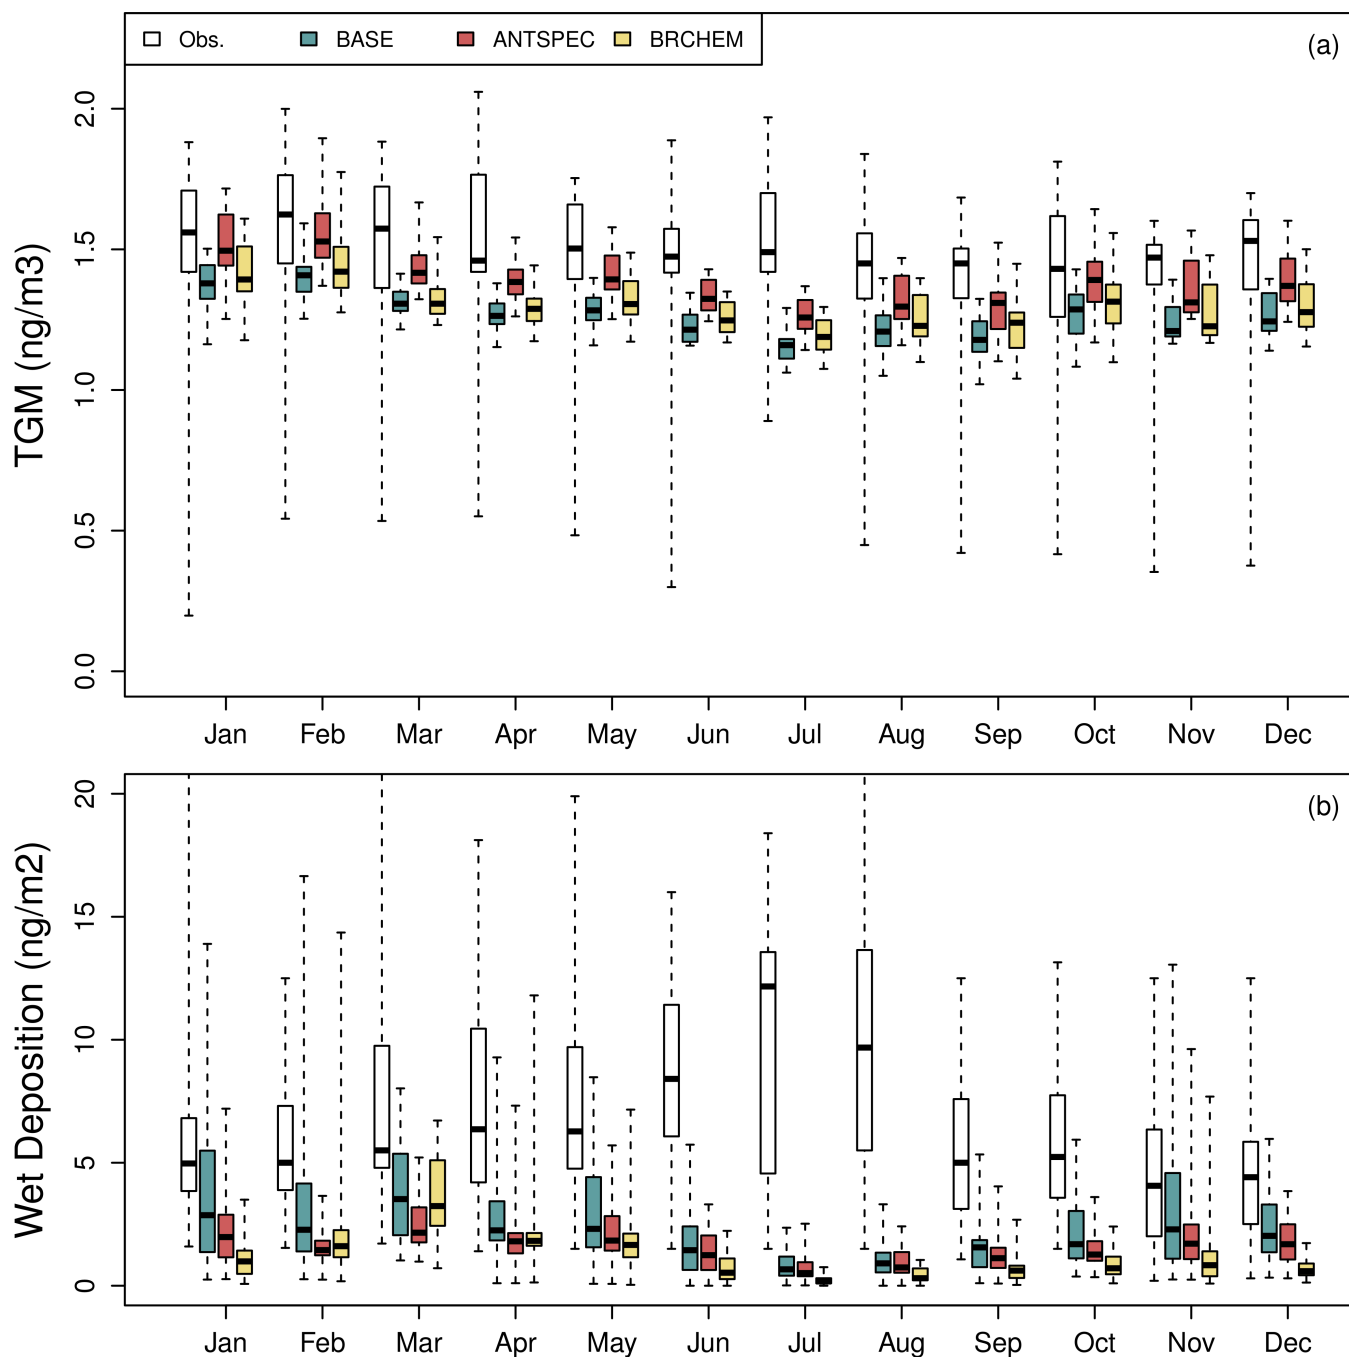 Obs. BASE ANTSPEC BRCHEM
(a)
TGM (ng/m3)
2.0
1.5
1.0
0.5
0.0
Jan Feb Mar Apr May Jun Jul Aug Sep Oct Nov Dec
(b)
Wet Deposition (ng/m2)
20
15
10
5
0
Jan Feb Mar Apr May Jun Jul Aug Sep Oct Nov Dec